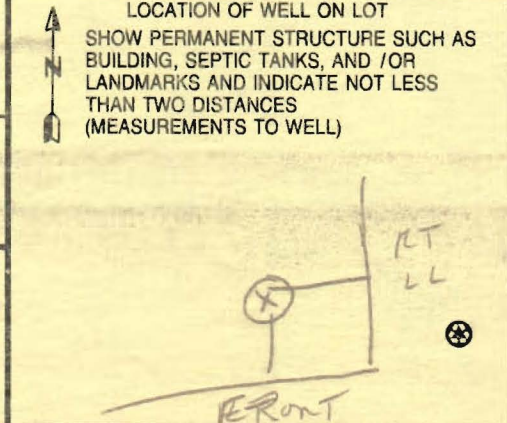 LOCATION OF WELL ON LOT
SHOW PERMANENT STRUCTURE SUCH AS
N BUILDING, SEPTIC TANKS, AND /OR
LANDMARKS AND INDICATE NOT LESS
THAN TWO DISTANCES
(MEASUREMENTS TO WELL)
RT
LL
X
FRONT